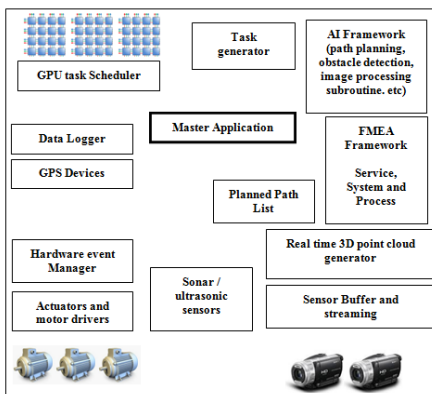 Task
generator
AI Framework
(path planning,
obstacle detection,
image processing
subroutine. etc)
GPU task Scheduler
Master Application
Data Logger
GPS Devices
FMEA
Framework
Service,
System and
Process
Planned Path
List
Hardware event
Manager
Real time 3D point cloud
generator
Sonar /
ultrasonic
sensors
Actuators and
motor drivers
Sensor Buffer and
streaming